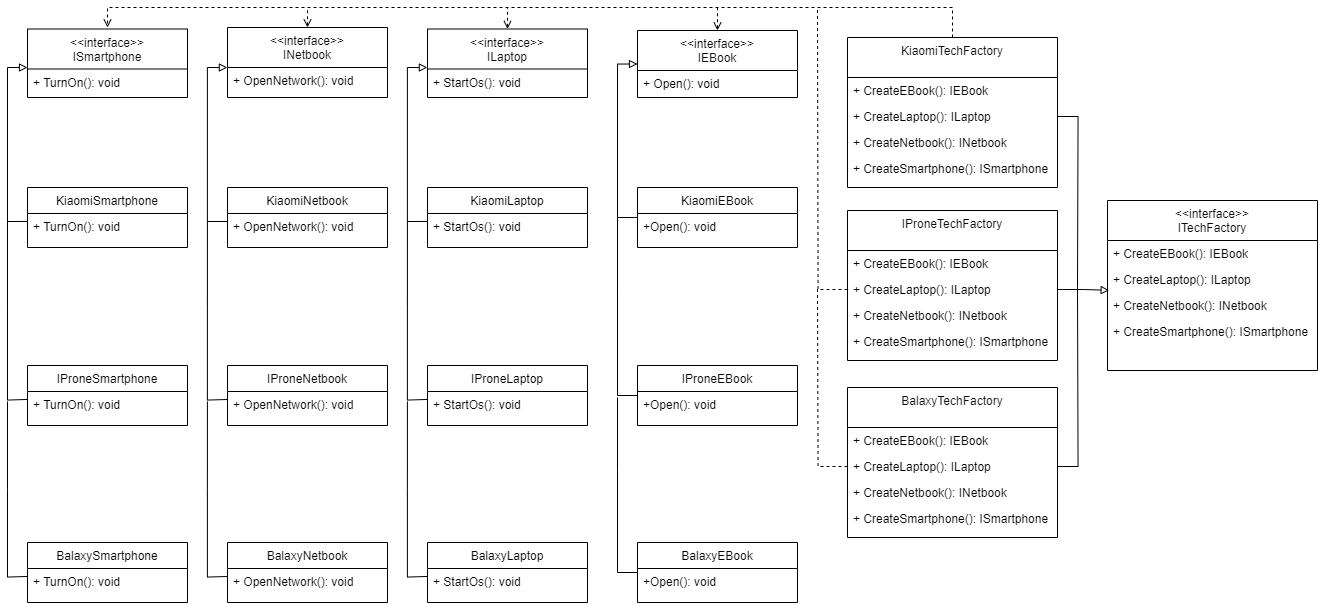 <<interface>>
ISmartphone
+ TurnOn(): void
<<interface>>
INetbook
+ OpenNetwork(): void
<<interface>>
ILaptop
+ StartOs(): void
<<interface>>
IEBook
+ Open(): void
KiaomiSmartphone
+ TurnOn(): void
KiaomiNetbook
+ OpenNetwork(): void
KiaomiLaptop
+ StartOs(): void
KiaomiEBook
+Open(): void
IProneSmartphone
+ TurnOn(): void
IProneNetbook
+ OpenNetwork(): void
IProneLaptop
+ StartOs(): void
IProneEBook
+Open(): void
BalaxySmartphone
+ TurnOn(): void
BalaxyNetbook
+ OpenNetwork(): void
BalaxyLaptop
+ StartOs(): void
BalaxyEBook
+Open(): void
KiaomiTechFactory
+ CreateEBook(): IEBook
+ CreateLaptop(): ILaptop
+ CreateNetbook(): INetbook
+ CreateSmartphone(): ISmartphone
IProneTechFactory
+ CreateEBook(): IEBook
+ CreateLaptop(): ILaptop
+ CreateNetbook(): INetbook
+ CreateSmartphone(): ISmartphone
BalaxyTechFactory
+ CreateEBook(): IEBook
+ CreateLaptop(): ILaptop
+ CreateNetbook(): INetbook
+ CreateSmartphone(): ISmartphone
<<interface>>
ITechFactory
+ CreateEBook(): IEBook
+ CreateLaptop(): ILaptop
+ CreateNetbook(): INetbook
+ CreateSmartphone(): ISmartphone